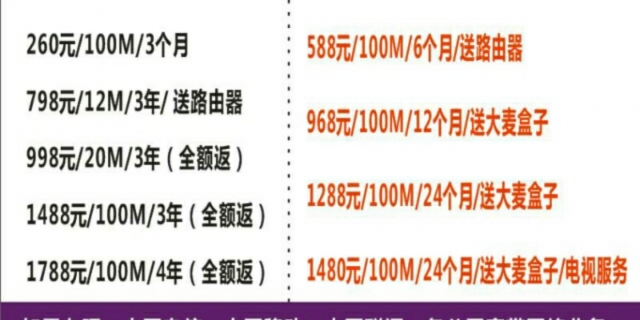 260元/100M/3个月
798元/12M/3年/ 送路由器
998元/20M/3年（全额返）
1488元/100M/3年（全额返）
1788元/100M/4年（全额返）
588元/100M/6个月/送路由器
968元/100M/12个月/送大麦盒子
1288元/100M/24个月/送大麦盒子
1480元/100M/24个月/送大麦盒子/电视服务